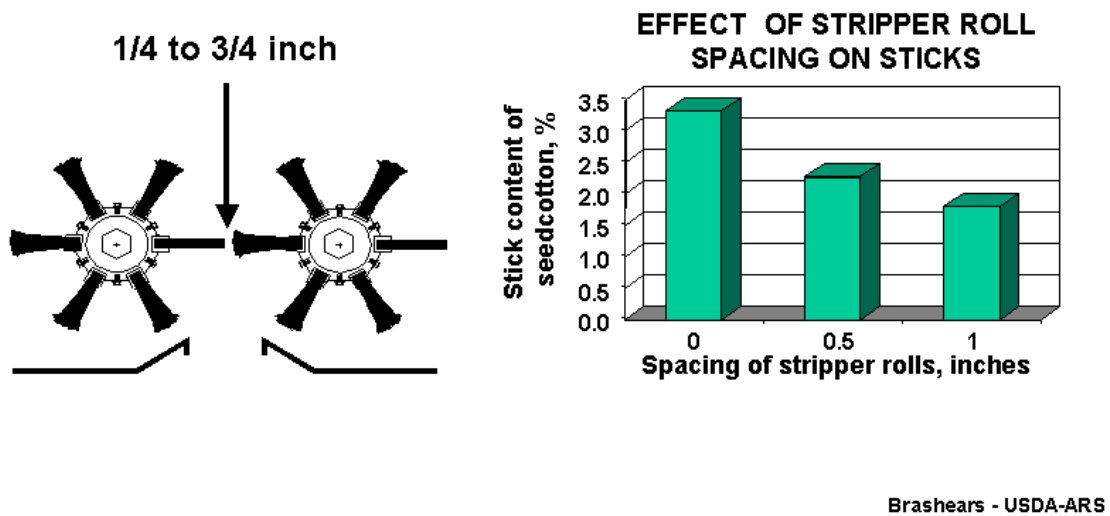 1/4 to 3/4 inch
EFFECT OF STRIPPER ROLL
SPACING ON STICKS
Stick content of
seedcotton, %
3.5
3.0
2.5
2.0
1.5
1.0
0.5
0.0
0 0.5 1
Spacing of stripper rolls, inches
Brashears - USDA-ARS